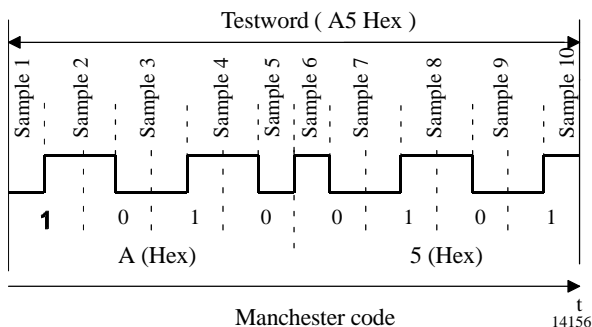 Testword ( A5 Hex )
Sample 1
Sample 2
Sample 3
Sample 4
Sample 5
Sample 6
Sample 7
Sample 8
Sample 9
Sample 10
1 0 1 0 0 1 0 1
A (Hex) 5 (Hex)
t
Manchester code
14156